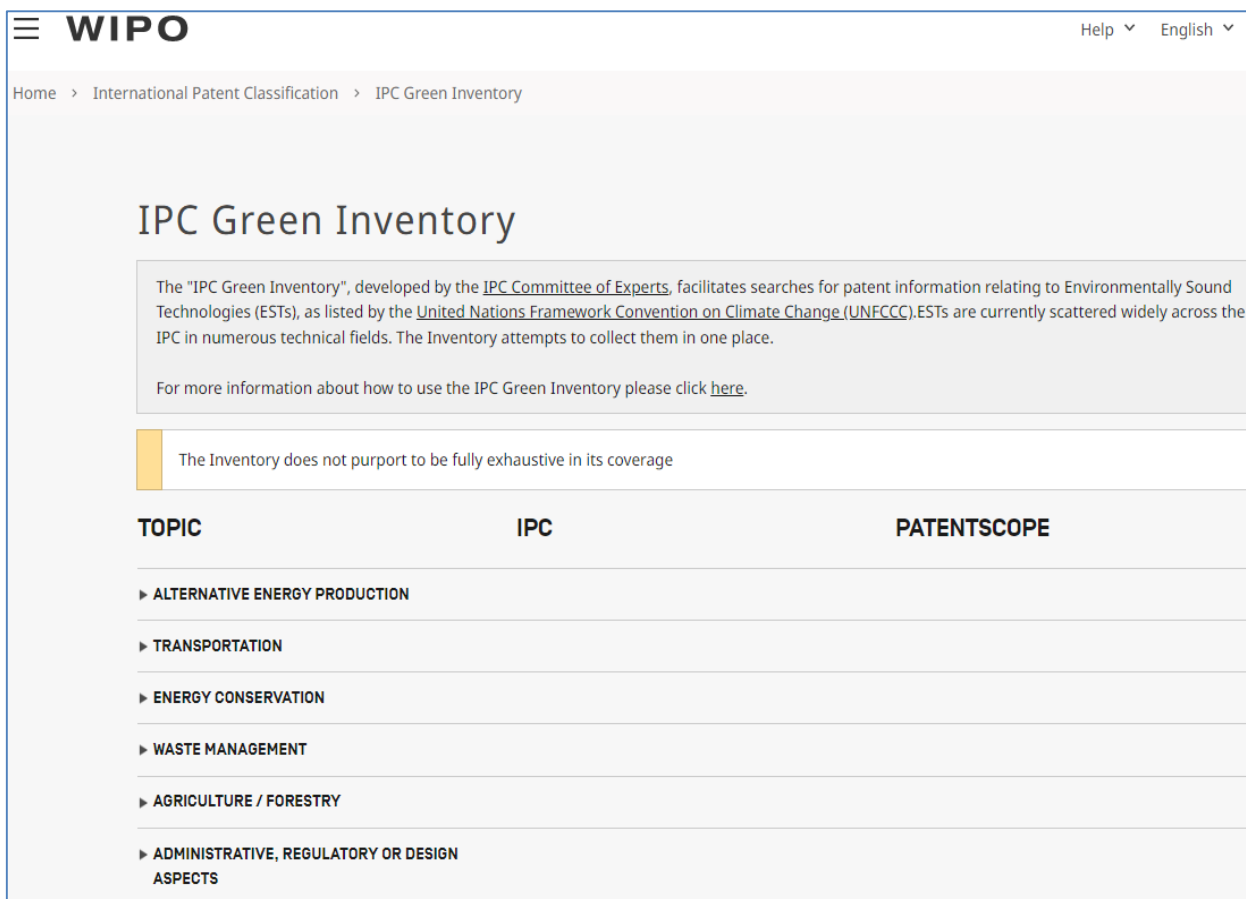 WIPO
Help
English
Home > International Patent Classification > IPC Green Inventory
IPC Green Inventory
The "IPC Green Inventory", developed by the IPC Committee of Experts, facilitates searches for patent information relating to Environmentally Sound
Technologies (ESTs), as listed by the United Nations Framework Convention on Climate Change (UNFCCC).ESTs are currently scattered widely across the
IPC in numerous technical fields. The Inventory attempts to collect them in one place.
For more information about how to use the IPC Green Inventory please click here.
The Inventory does not purport to be fully exhaustive in its coverage
TOPIC IPC PATENTSCOPE
ALTERNATIVE ENERGY PRODUCTION
TRANSPORTATION
ENERGY CONSERVATION
WASTE MANAGEMENT
AGRICULTURE / FORESTRY
ADMINISTRATIVE, REGULATORY OR DESIGN
ASPECTS